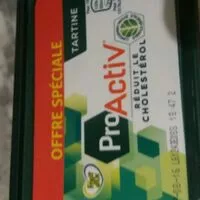 OFFRE SPÉCIALE
TARTINE
ProActiv
RÉDUIT LE
CHOLESTÉROL